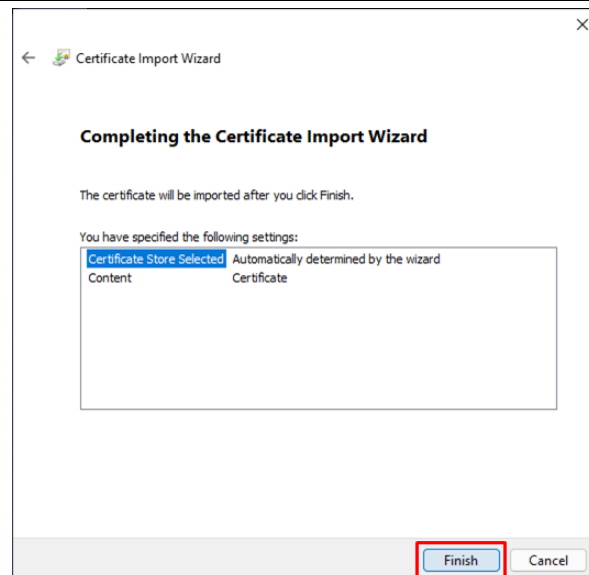 Certificate Import Wizard
Completing the Certificate Import Wizard
The certificate will be imported after you click Finish.
You have specified the following settings:
Certificate Store Selected Automatically determined by the wizard
Content Certificate
Finish Cancel